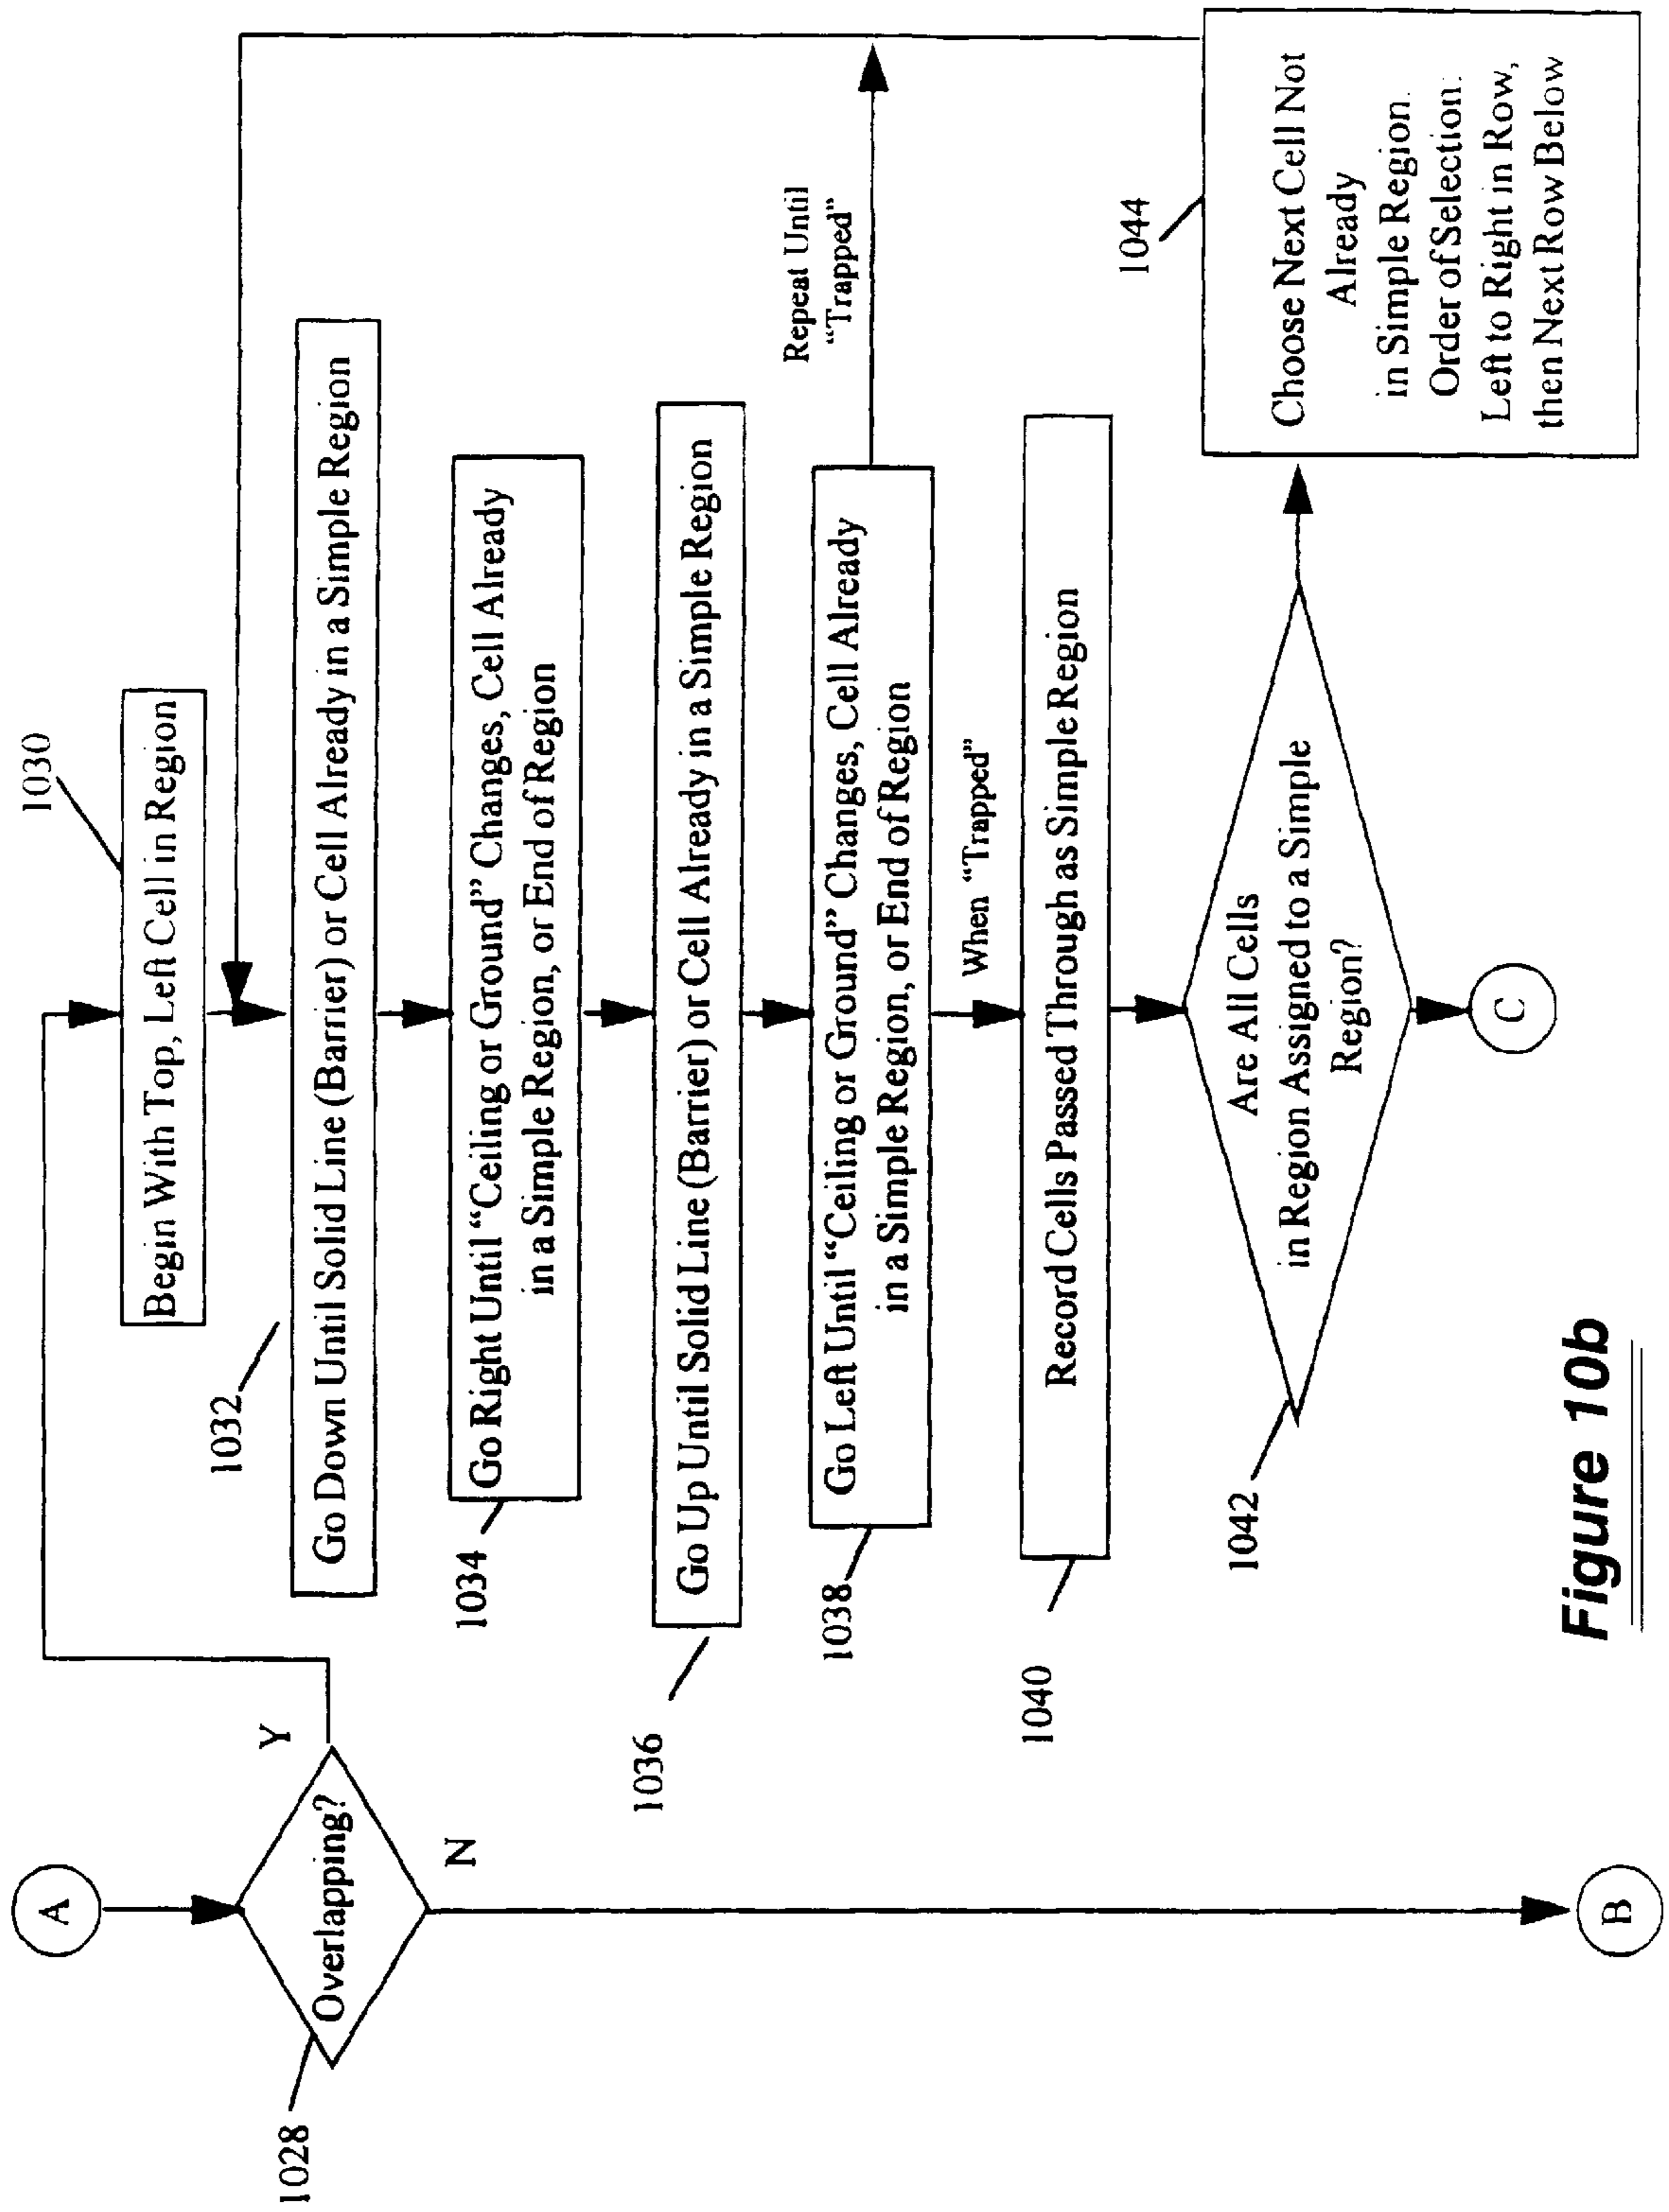 A
1028
Overlapping?
Y
N
B
1030
Begin With Top, Left Cell in Region
1032
Go Down Until Solid Line (Barrier) or Cell Already in a Simple Region
1034
Go Right Until “Ceiling or Ground” Changes, Cell Already
in a Simple Region, or End of Region
1036
Go Up Until Solid Line (Barrier) or Cell Already in a Simple Region
1038
Go Left Until “Ceiling or Ground” Changes, Cell Already
in a Simple Region, or End of Region
Repeat Until
“Trapped”
When “Trapped”
1040
Record Cells Passed Through as Simple Region
1042
Are All Cells
in Region Assigned to a Simple
Region?
1044
Choose Next Cell Not
Already
in Simple Region.
Order of Selection:
Left to Right in Row,
then Next Row Below
C
Figure 10b